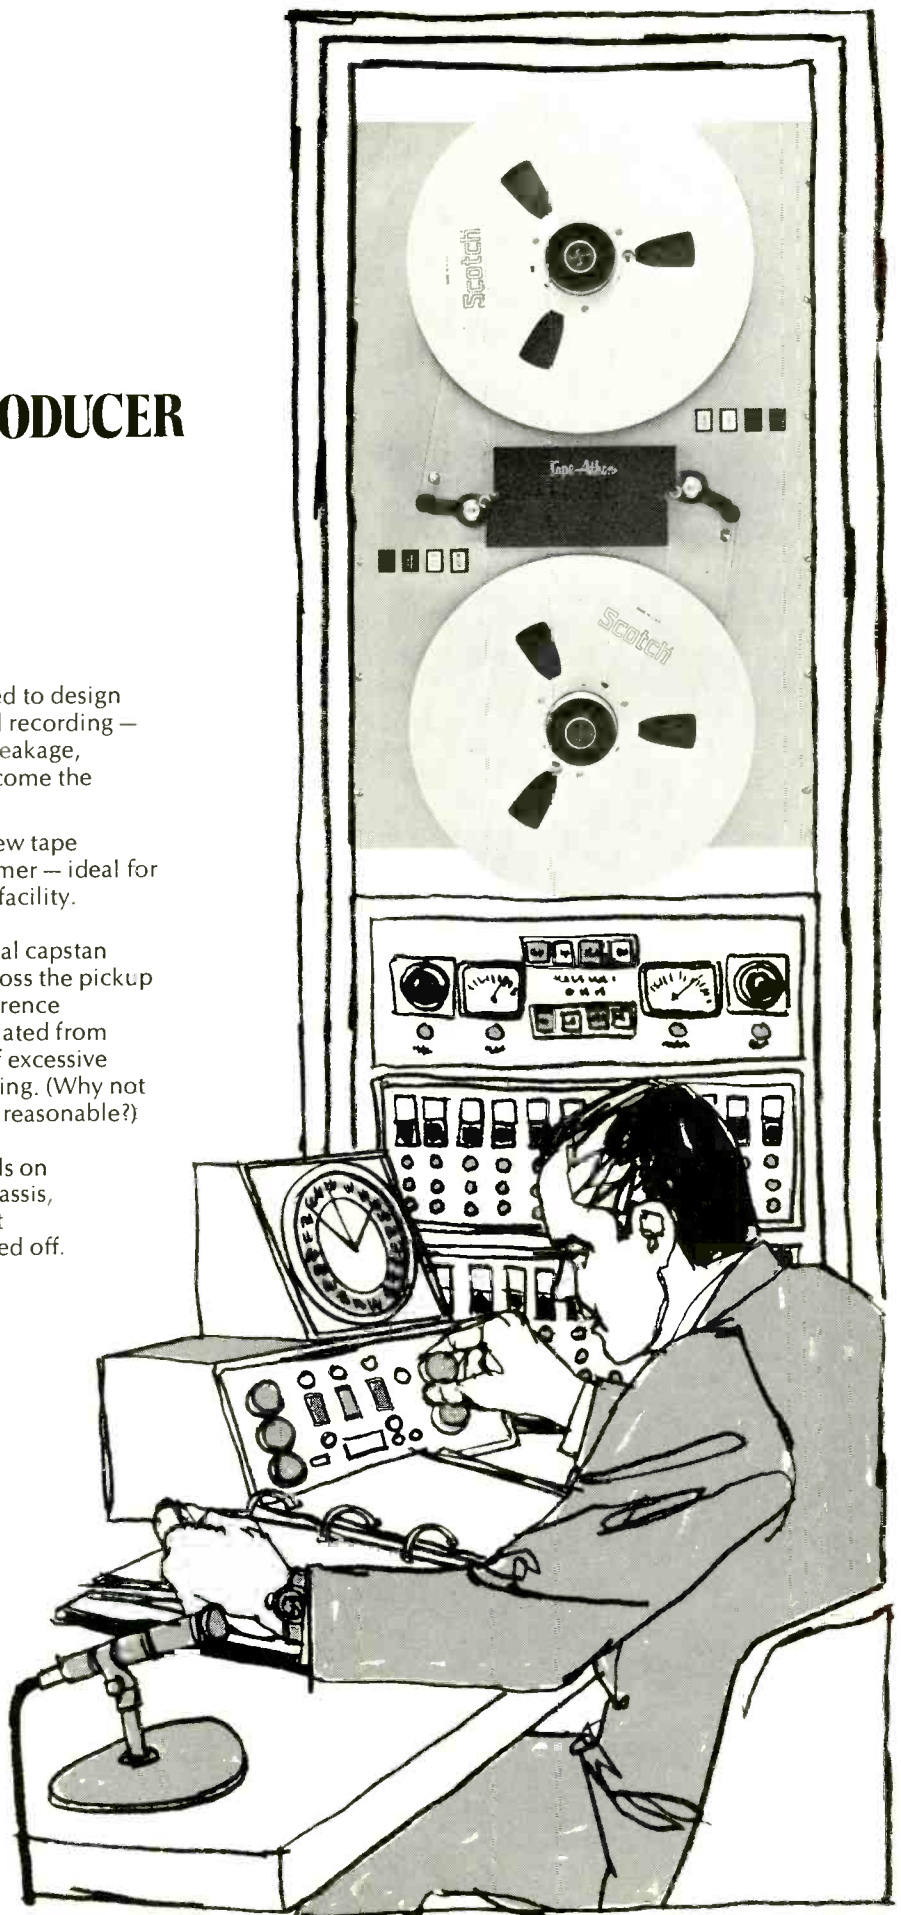 ODUCER
ed to design
l recording —
eakage,
come the
ew tape
mer — ideal for
facility.
al capstan
oss the pickup
rence
ated from
f excessive
ing. (Why not
reasonable?)
ls on
assis,
t
ed off.
Scotch
Tape-Athon
Scotch